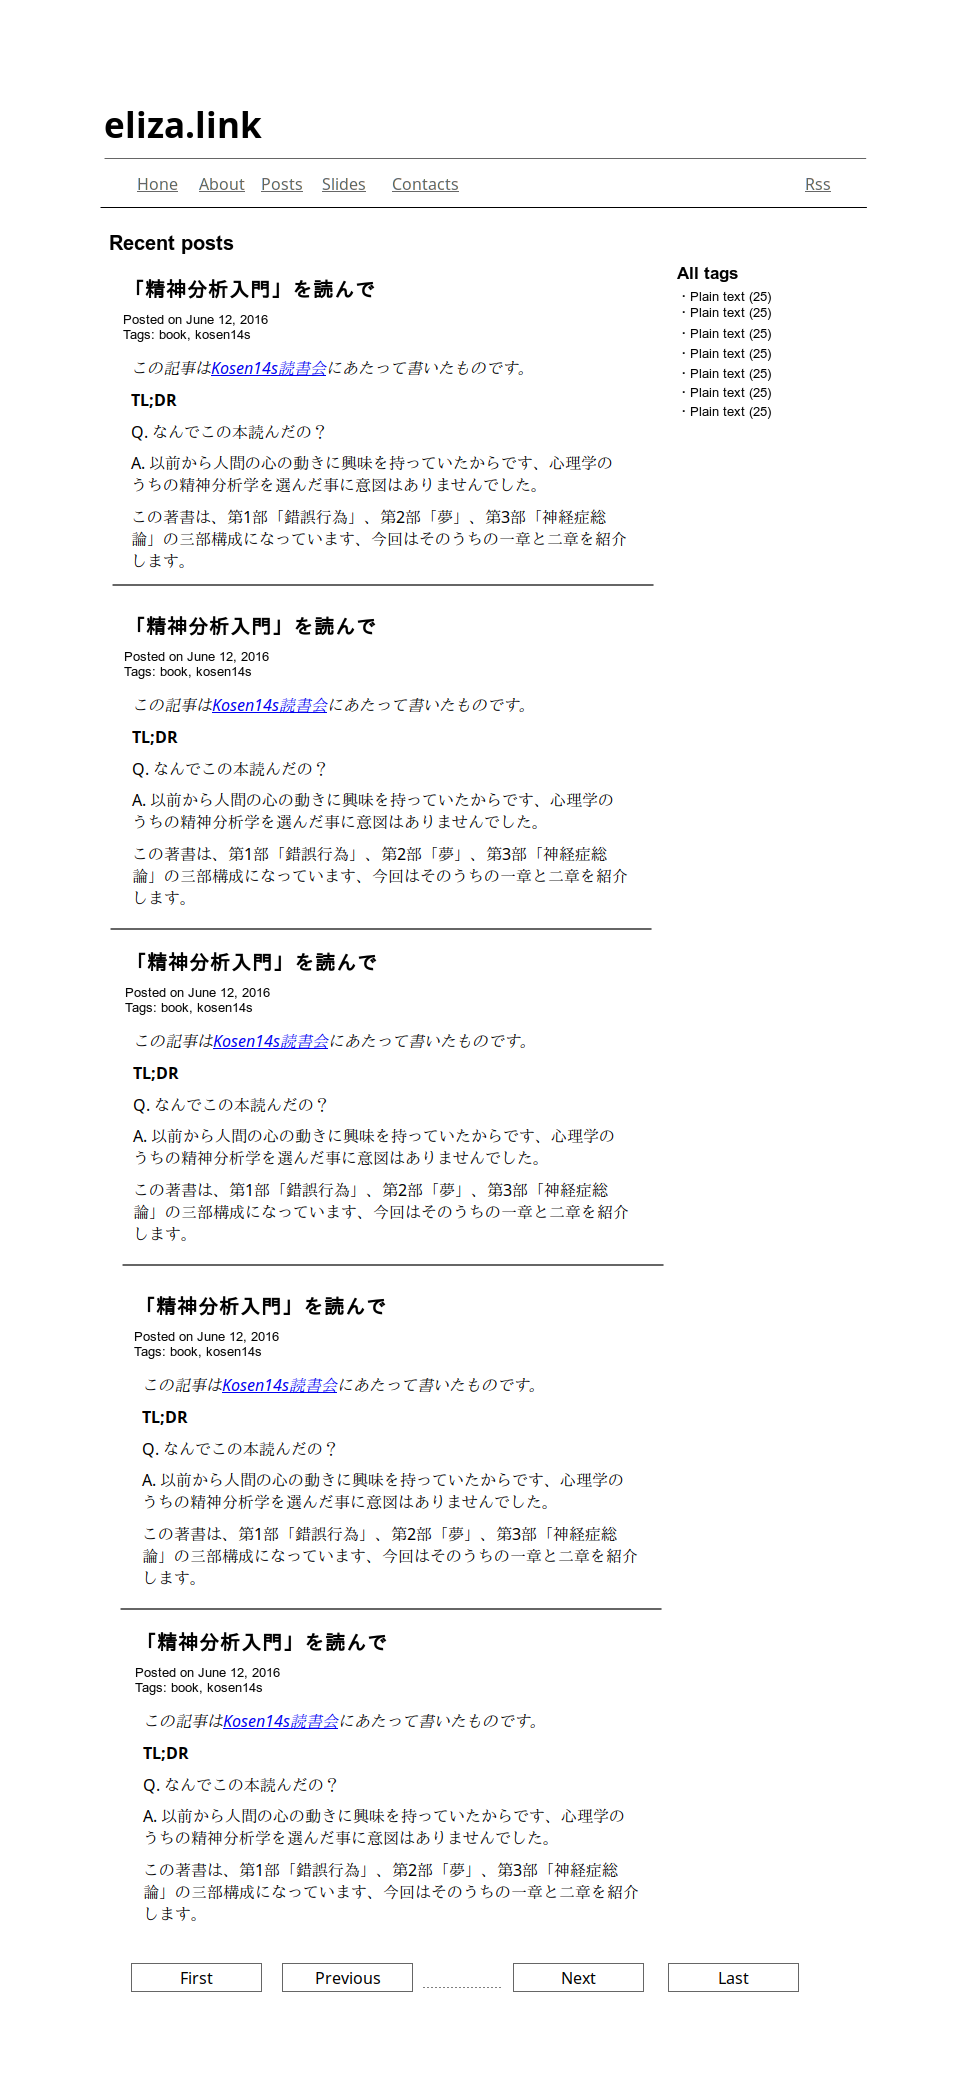 eliza.link
Hone About Posts Slides Contacts Rss
Recent posts
「精神分析入門」を読んで
Posted on June 12, 2016
Tags: book, kosen14s
この記事はKosen14s読書会にあたって書いたものです。
TL;DR
Q. なんでこの本読んだの？
A. 以前から人間の心の動きに興味を持っていたからです、心理学の
うちの精神分析学を選んだ事に意図はありませんでした。
この著書は、第1部「錯誤行為」、第2部「夢」、第3部「神経症総
論」の三部構成になっています、今回はそのうちの一章と二章を紹介
します。
All tags
・Plain text (25)
・Plain text (25)
・Plain text (25)
・Plain text (25)
・Plain text (25)
・Plain text (25)
・Plain text (25)
「精神分析入門」を読んで
Posted on June 12, 2016
Tags: book, kosen14s
この記事はKosen14s読書会にあたって書いたものです。
TL;DR
Q. なんでこの本読んだの？
A. 以前から人間の心の動きに興味を持っていたからです、心理学の
うちの精神分析学を選んだ事に意図はありませんでした。
この著書は、第1部「錯誤行為」、第2部「夢」、第3部「神経症総
論」の三部構成になっています、今回はそのうちの一章と二章を紹介
します。
「精神分析入門」を読んで
Posted on June 12, 2016
Tags: book, kosen14s
この記事はKosen14s読書会にあたって書いたものです。
TL;DR
Q. なんでこの本読んだの？
A. 以前から人間の心の動きに興味を持っていたからです、心理学の
うちの精神分析学を選んだ事に意図はありませんでした。
この著書は、第1部「錯誤行為」、第2部「夢」、第3部「神経症総
論」の三部構成になっています、今回はそのうちの一章と二章を紹介
します。
「精神分析入門」を読んで
Posted on June 12, 2016
Tags: book, kosen14s
この記事はKosen14s読書会にあたって書いたものです。
TL;DR
Q. なんでこの本読んだの？
A. 以前から人間の心の動きに興味を持っていたからです、心理学の
うちの精神分析学を選んだ事に意図はありませんでした。
この著書は、第1部「錯誤行為」、第2部「夢」、第3部「神経症総
論」の三部構成になっています、今回はそのうちの一章と二章を紹介
します。
「精神分析入門」を読んで
Posted on June 12, 2016
Tags: book, kosen14s
この記事はKosen14s読書会にあたって書いたものです。
TL;DR
Q. なんでこの本読んだの？
A. 以前から人間の心の動きに興味を持っていたからです、心理学の
うちの精神分析学を選んだ事に意図はありませんでした。
この著書は、第1部「錯誤行為」、第2部「夢」、第3部「神経症総
論」の三部構成になっています、今回はそのうちの一章と二章を紹介
します。
First Previous Next Last